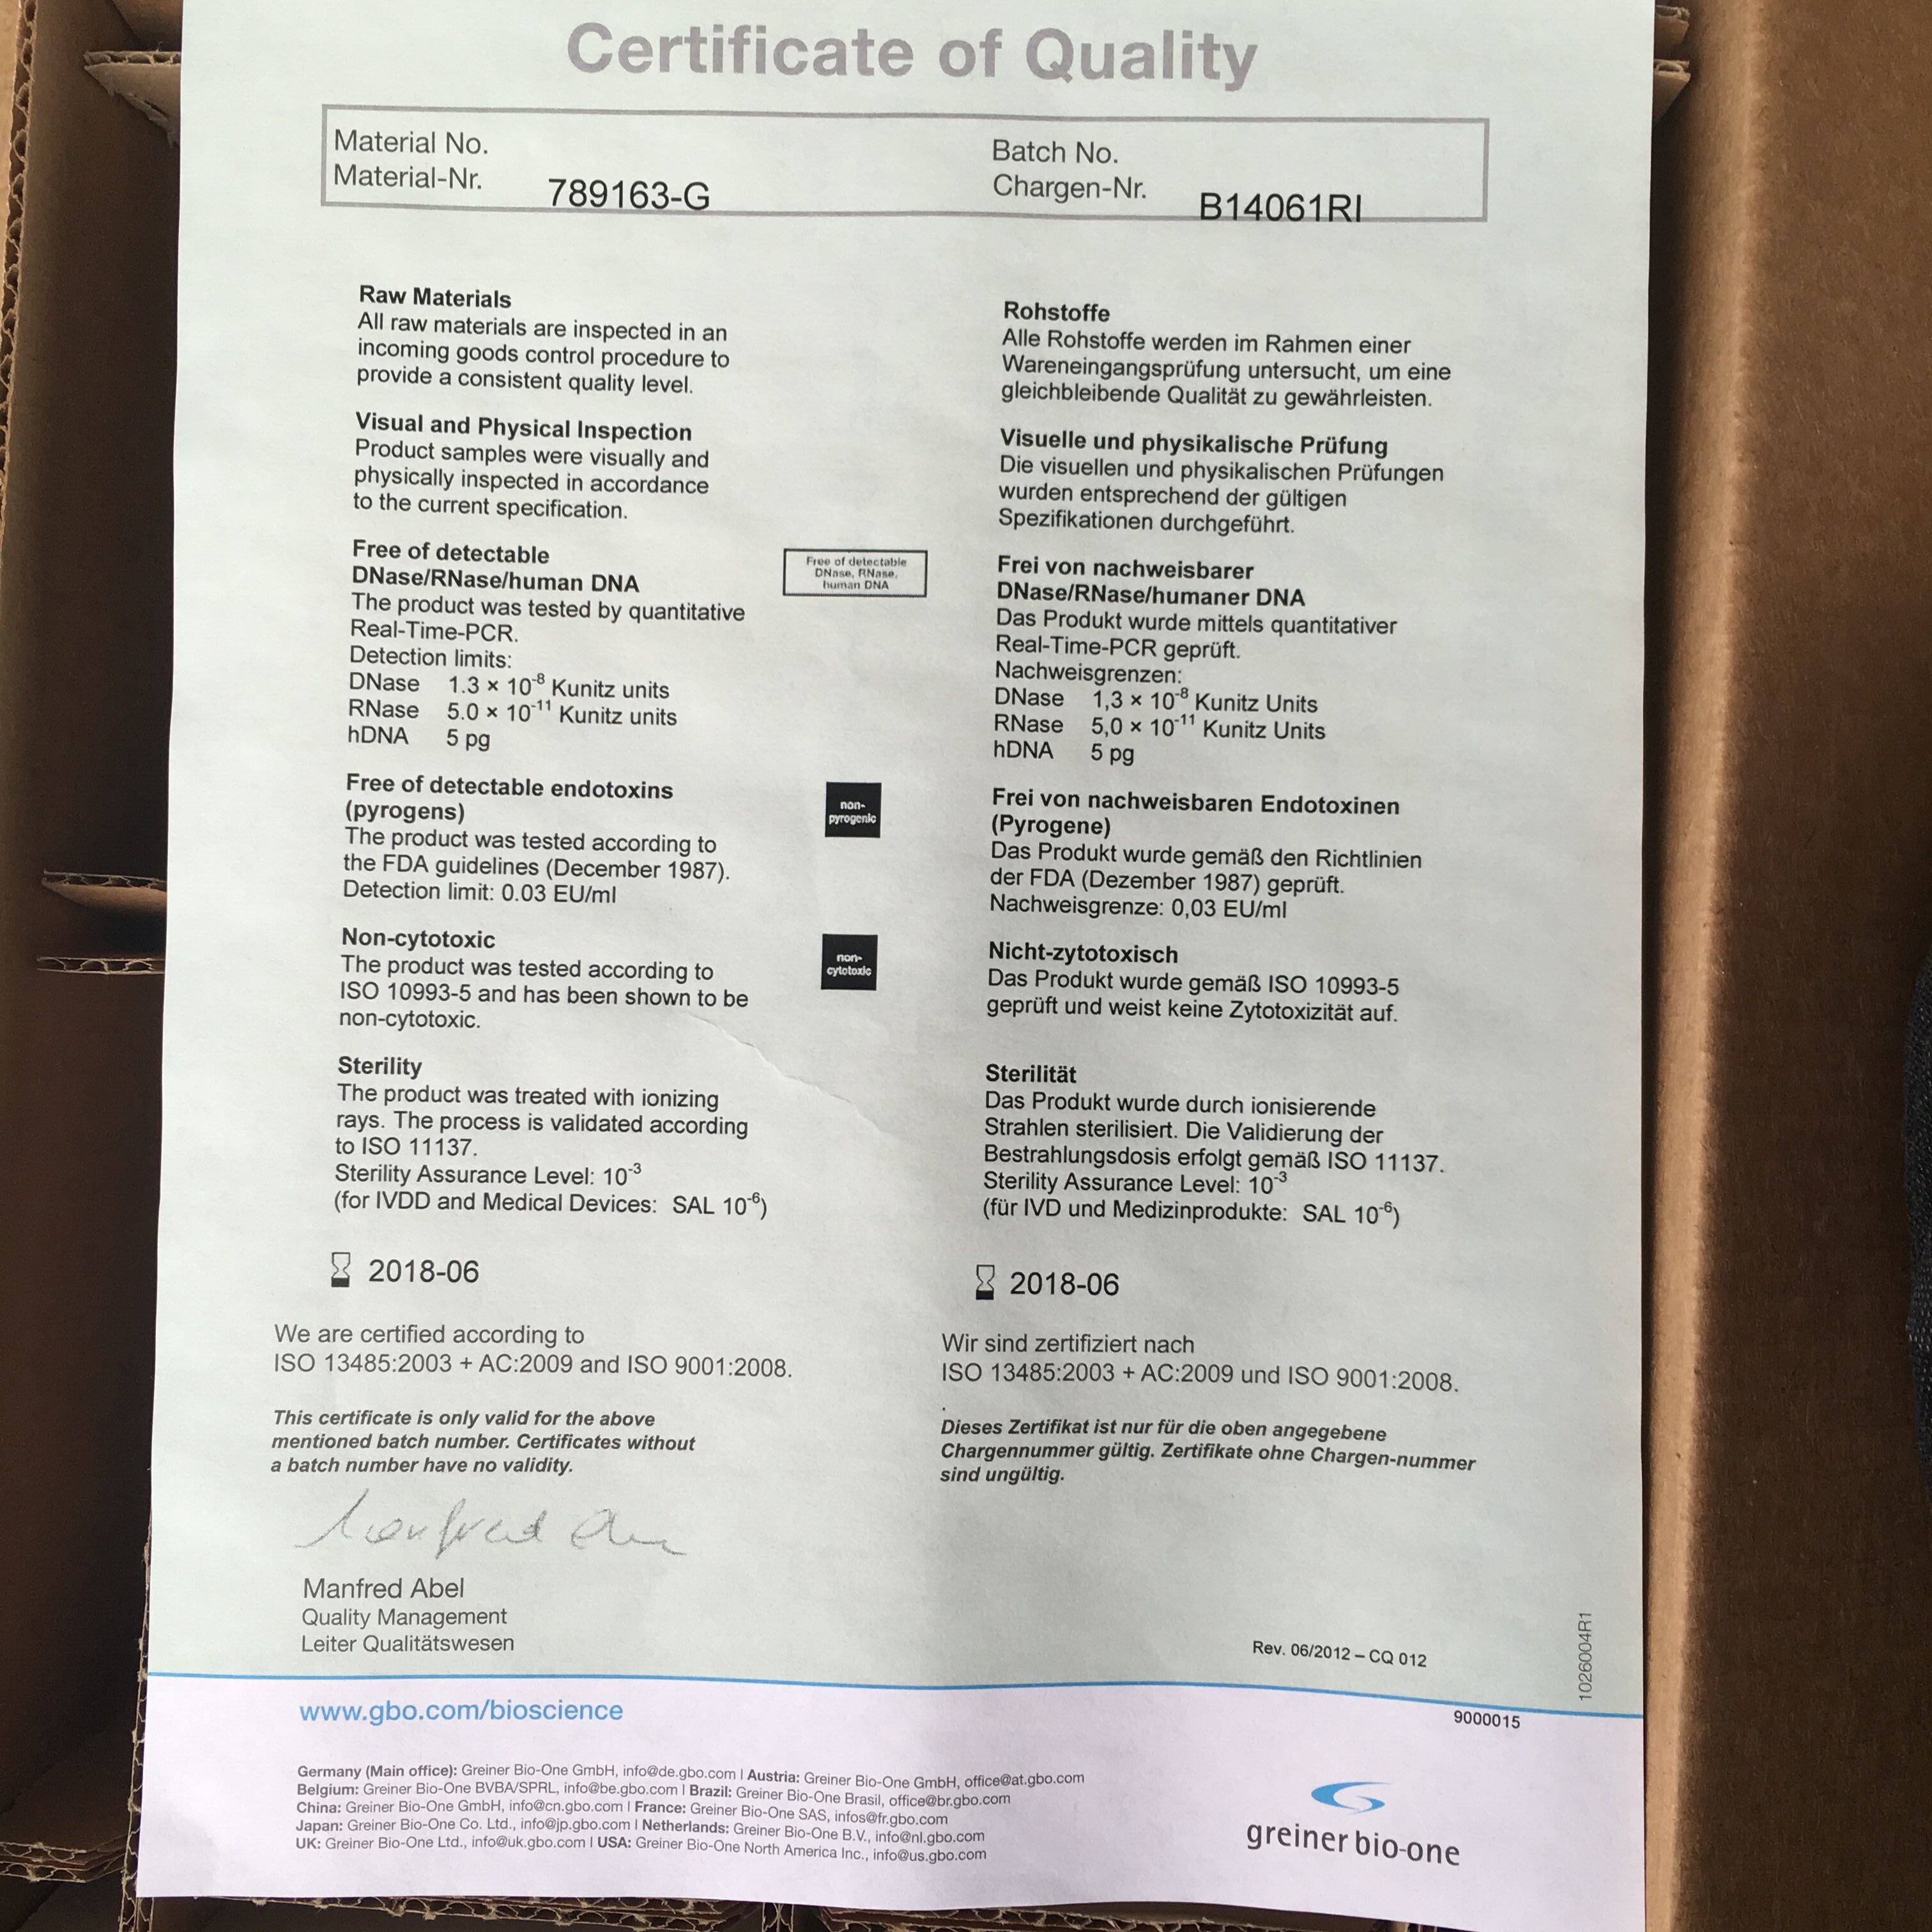 Certificate of Quality
Material No.
Material-Nr. 789163-G
Batch No.
Chargen-Nr. B14061RI
Raw Materials
All raw materials are inspected in an
incoming goods control procedure to
provide a consistent quality level.
Visual and Physical Inspection
Product samples were visually and
physically inspected in accordance
to the current specification.
Free of detectable
DNase/RNase/human DNA
The product was tested by quantitative
Real-Time-PCR.
Detection limits:
DNase 1.3 × 10⁻⁸ Kunitz units
RNase 5.0 × 10⁻¹¹ Kunitz units
hDNA 5 pg
Free of detectable
DNase, RNase,
human DNA
Free of detectable endotoxins
(pyrogens)
The product was tested according to
the FDA guidelines (December 1987).
Detection limit: 0.03 EU/ml
non-
pyrogenic
Non-cytotoxic
The product was tested according to
ISO 10993-5 and has been shown to be
non-cytotoxic.
non-
cytotoxic
Sterility
The product was treated with ionizing
rays. The process is validated according
to ISO 11137.
Sterility Assurance Level: 10⁻³
(for IVDD and Medical Devices: SAL 10⁻⁶)
2018-06
We are certified according to
ISO 13485:2003 + AC:2009 and ISO 9001:2008.
This certificate is only valid for the above
mentioned batch number. Certificates without
a batch number have no validity.
Rohstoffe
Alle Rohstoffe werden im Rahmen einer
Wareneingangsprüfung untersucht, um eine
gleichbleibende Qualität zu gewährleisten.
Visuelle und physikalische Prüfung
Die visuellen und physikalischen Prüfungen
wurden entsprechend der gültigen
Spezifikationen durchgeführt.
Frei von nachweisbarer
DNase/RNase/humaner DNA
Das Produkt wurde mittels quantitativer
Real-Time-PCR geprüft.
Nachweisgrenzen:
DNase 1,3 × 10⁻⁸ Kunitz Units
RNase 5,0 × 10⁻¹¹ Kunitz Units
hDNA 5 pg
Frei von nachweisbaren Endotoxinen
(Pyrogene)
Das Produkt wurde gemäß den Richtlinien
der FDA (Dezember 1987) geprüft.
Nachweisgrenze: 0,03 EU/ml
Nicht-zytotoxisch
Das Produkt wurde gemäß ISO 10993-5
geprüft und weist keine Zytotoxizität auf.
Sterilität
Das Produkt wurde durch ionisierende
Strahlen sterilisiert. Die Validierung der
Bestrahlungsdosis erfolgt gemäß ISO 11137.
Sterility Assurance Level: 10⁻³
(für IVD und Medizinprodukte: SAL 10⁻⁶)
2018-06
Wir sind zertifiziert nach
ISO 13485:2003 + AC:2009 und ISO 9001:2008.
.
Dieses Zertifikat ist nur für die oben angegebene
Chargennummer gültig. Zertifikate ohne Chargen-nummer
sind ungültig.
Manfred Abel
Quality Management
Leiter Qualitätswesen
Rev. 06/2012 – CQ 012
1026004R1
www.gbo.com/bioscience
9000015
Germany (Main office): Greiner Bio-One GmbH, info@de.gbo.com | Austria: Greiner Bio-One GmbH, office@at.gbo.com
Belgium: Greiner Bio-One BVBA/SPRL, info@be.gbo.com | Brazil: Greiner Bio-One Brasil, office@br.gbo.com
China: Greiner Bio-One GmbH, info@cn.gbo.com | France: Greiner Bio-One SAS, infos@fr.gbo.com
Japan: Greiner Bio-One Co. Ltd., info@jp.gbo.com | Netherlands: Greiner Bio-One B.V., info@nl.gbo.com
UK: Greiner Bio-One Ltd., info@uk.gbo.com | USA: Greiner Bio-One North America Inc., info@us.gbo.com
greiner bio-one